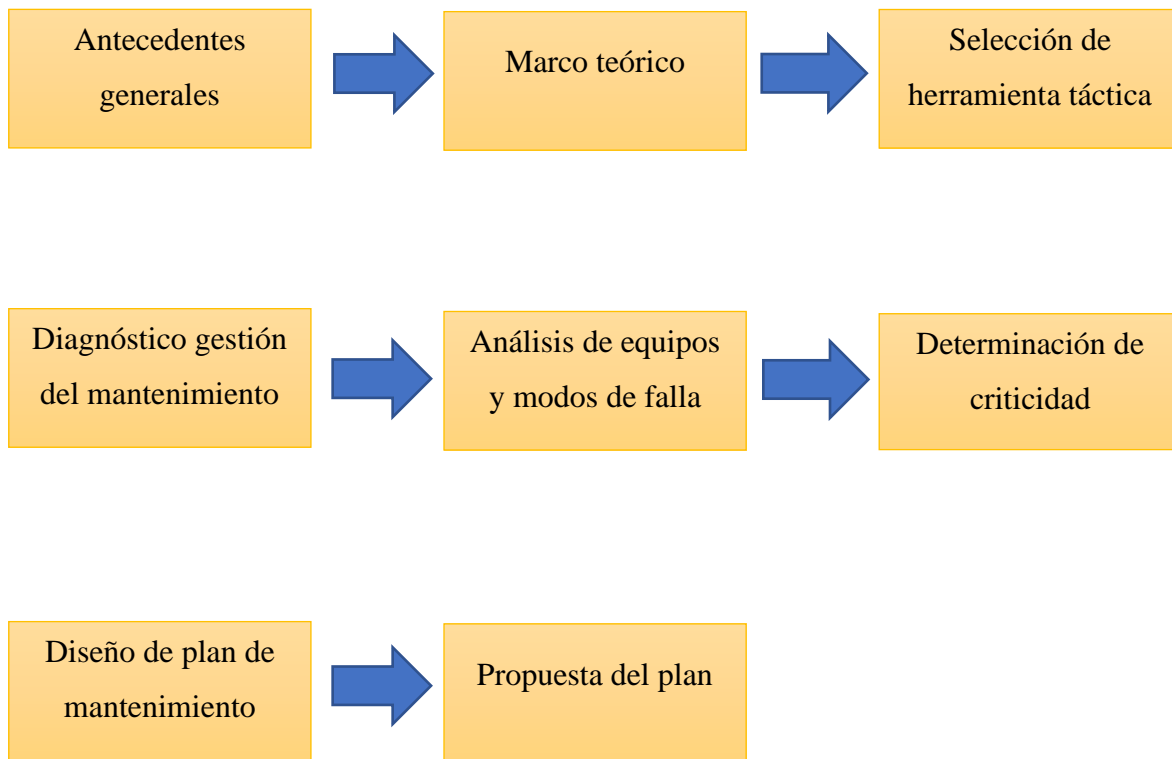 Antecedentes
generales
Marco teórico
Selección de
herramienta táctica
Diagnóstico gestión
del mantenimiento
Análisis de equipos
y modos de falla
Determinación de
criticidad
Diseño de plan de
mantenimiento
Propuesta del plan